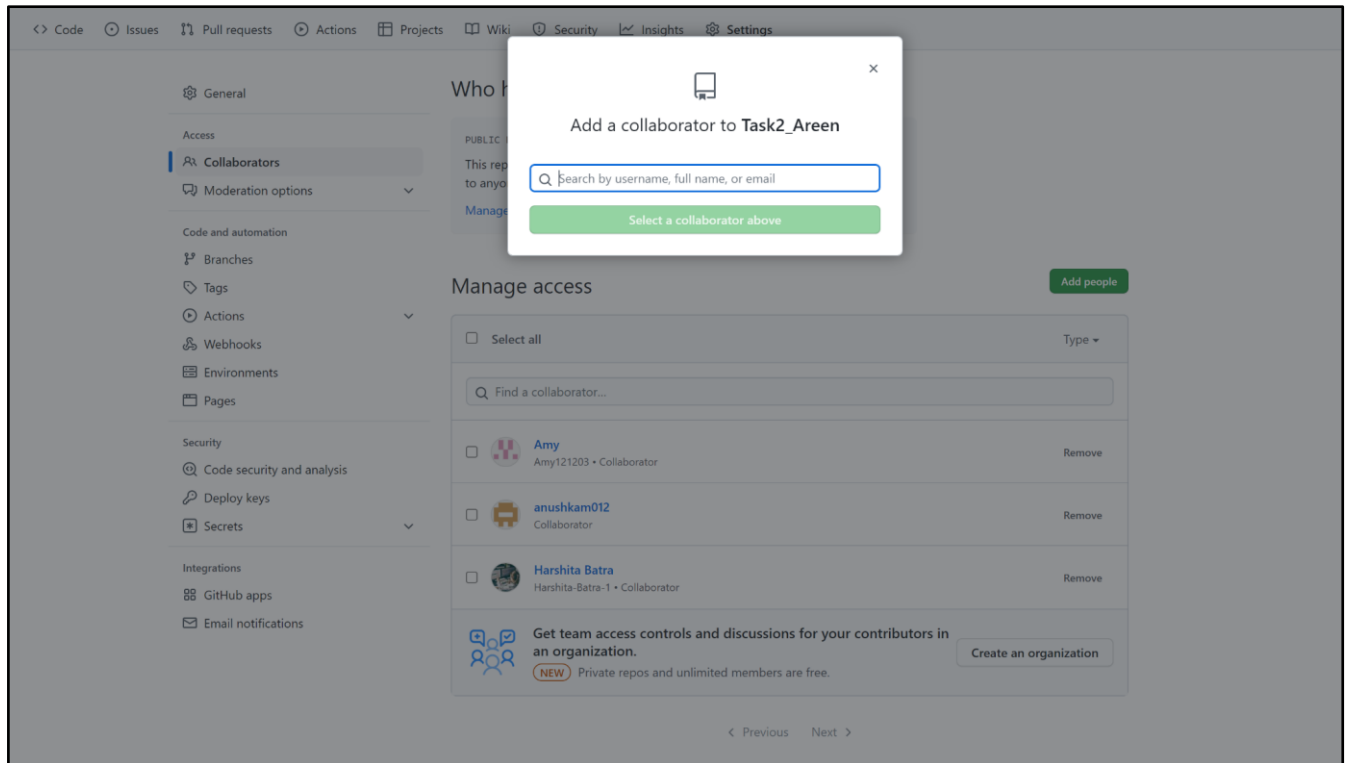 Code Issues Pull requests Actions Projects Wiki Security Insights Settings
General
Access
Collaborators
Moderation options
Code and automation
Branches
Tags
Actions
Webhooks
Environments
Pages
Security
Code security and analysis
Deploy keys
Secrets
Integrations
GitHub apps
Email notifications
Who
PUBLIC
This rep
to anyo
Manage
Add a collaborator to Task2_Areen
Search by username, full name, or email
Select a collaborator above
Manage access
Add people
Select all
Type
Find a collaborator...
Amy
Amy121203 • Collaborator
Remove
anushkam012
Collaborator
Remove
Harshita Batra
Harshita-Batra-1 • Collaborator
Remove
Get team access controls and discussions for your contributors in
an organization.
NEW Private repos and unlimited members are free.
Create an organization
Previous Next